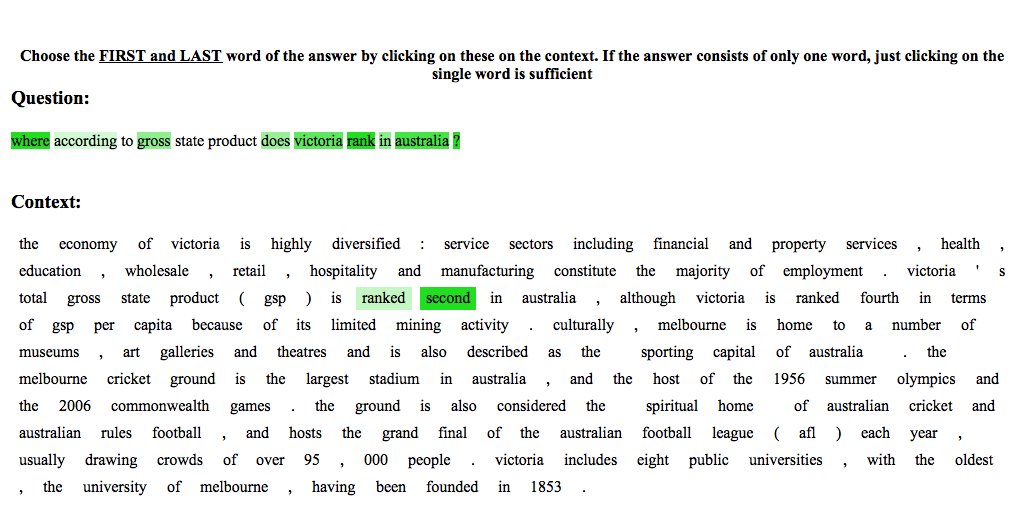 Choose the FIRST and LAST word of the answer by clicking on these on the context. If the answer consists of only one word, just clicking on the
single word is sufficient
Question:
where according to gross state product does victoria rank in australia ?
Context:
the economy of victoria is highly diversified : service sectors including financial and property services , health ,
education , wholesale , retail , hospitality and manufacturing constitute the majority of employment . victoria ' s
total gross state product ( gsp ) is ranked second in australia , although victoria is ranked fourth in terms
of gsp per capita because of its limited mining activity . culturally , melbourne is home to a number of
museums , art galleries and theatres and is also described as the sporting capital of australia . the
melbourne cricket ground is the largest stadium in australia , and the host of the 1956 summer olympics and
the 2006 commonwealth games . the ground is also considered the spiritual home of australian cricket and
australian rules football , and hosts the grand final of the australian football league ( afl ) each year ,
usually drawing crowds of over 95 , 000 people . victoria includes eight public universities , with the oldest
, the university of melbourne , having been founded in 1853 .